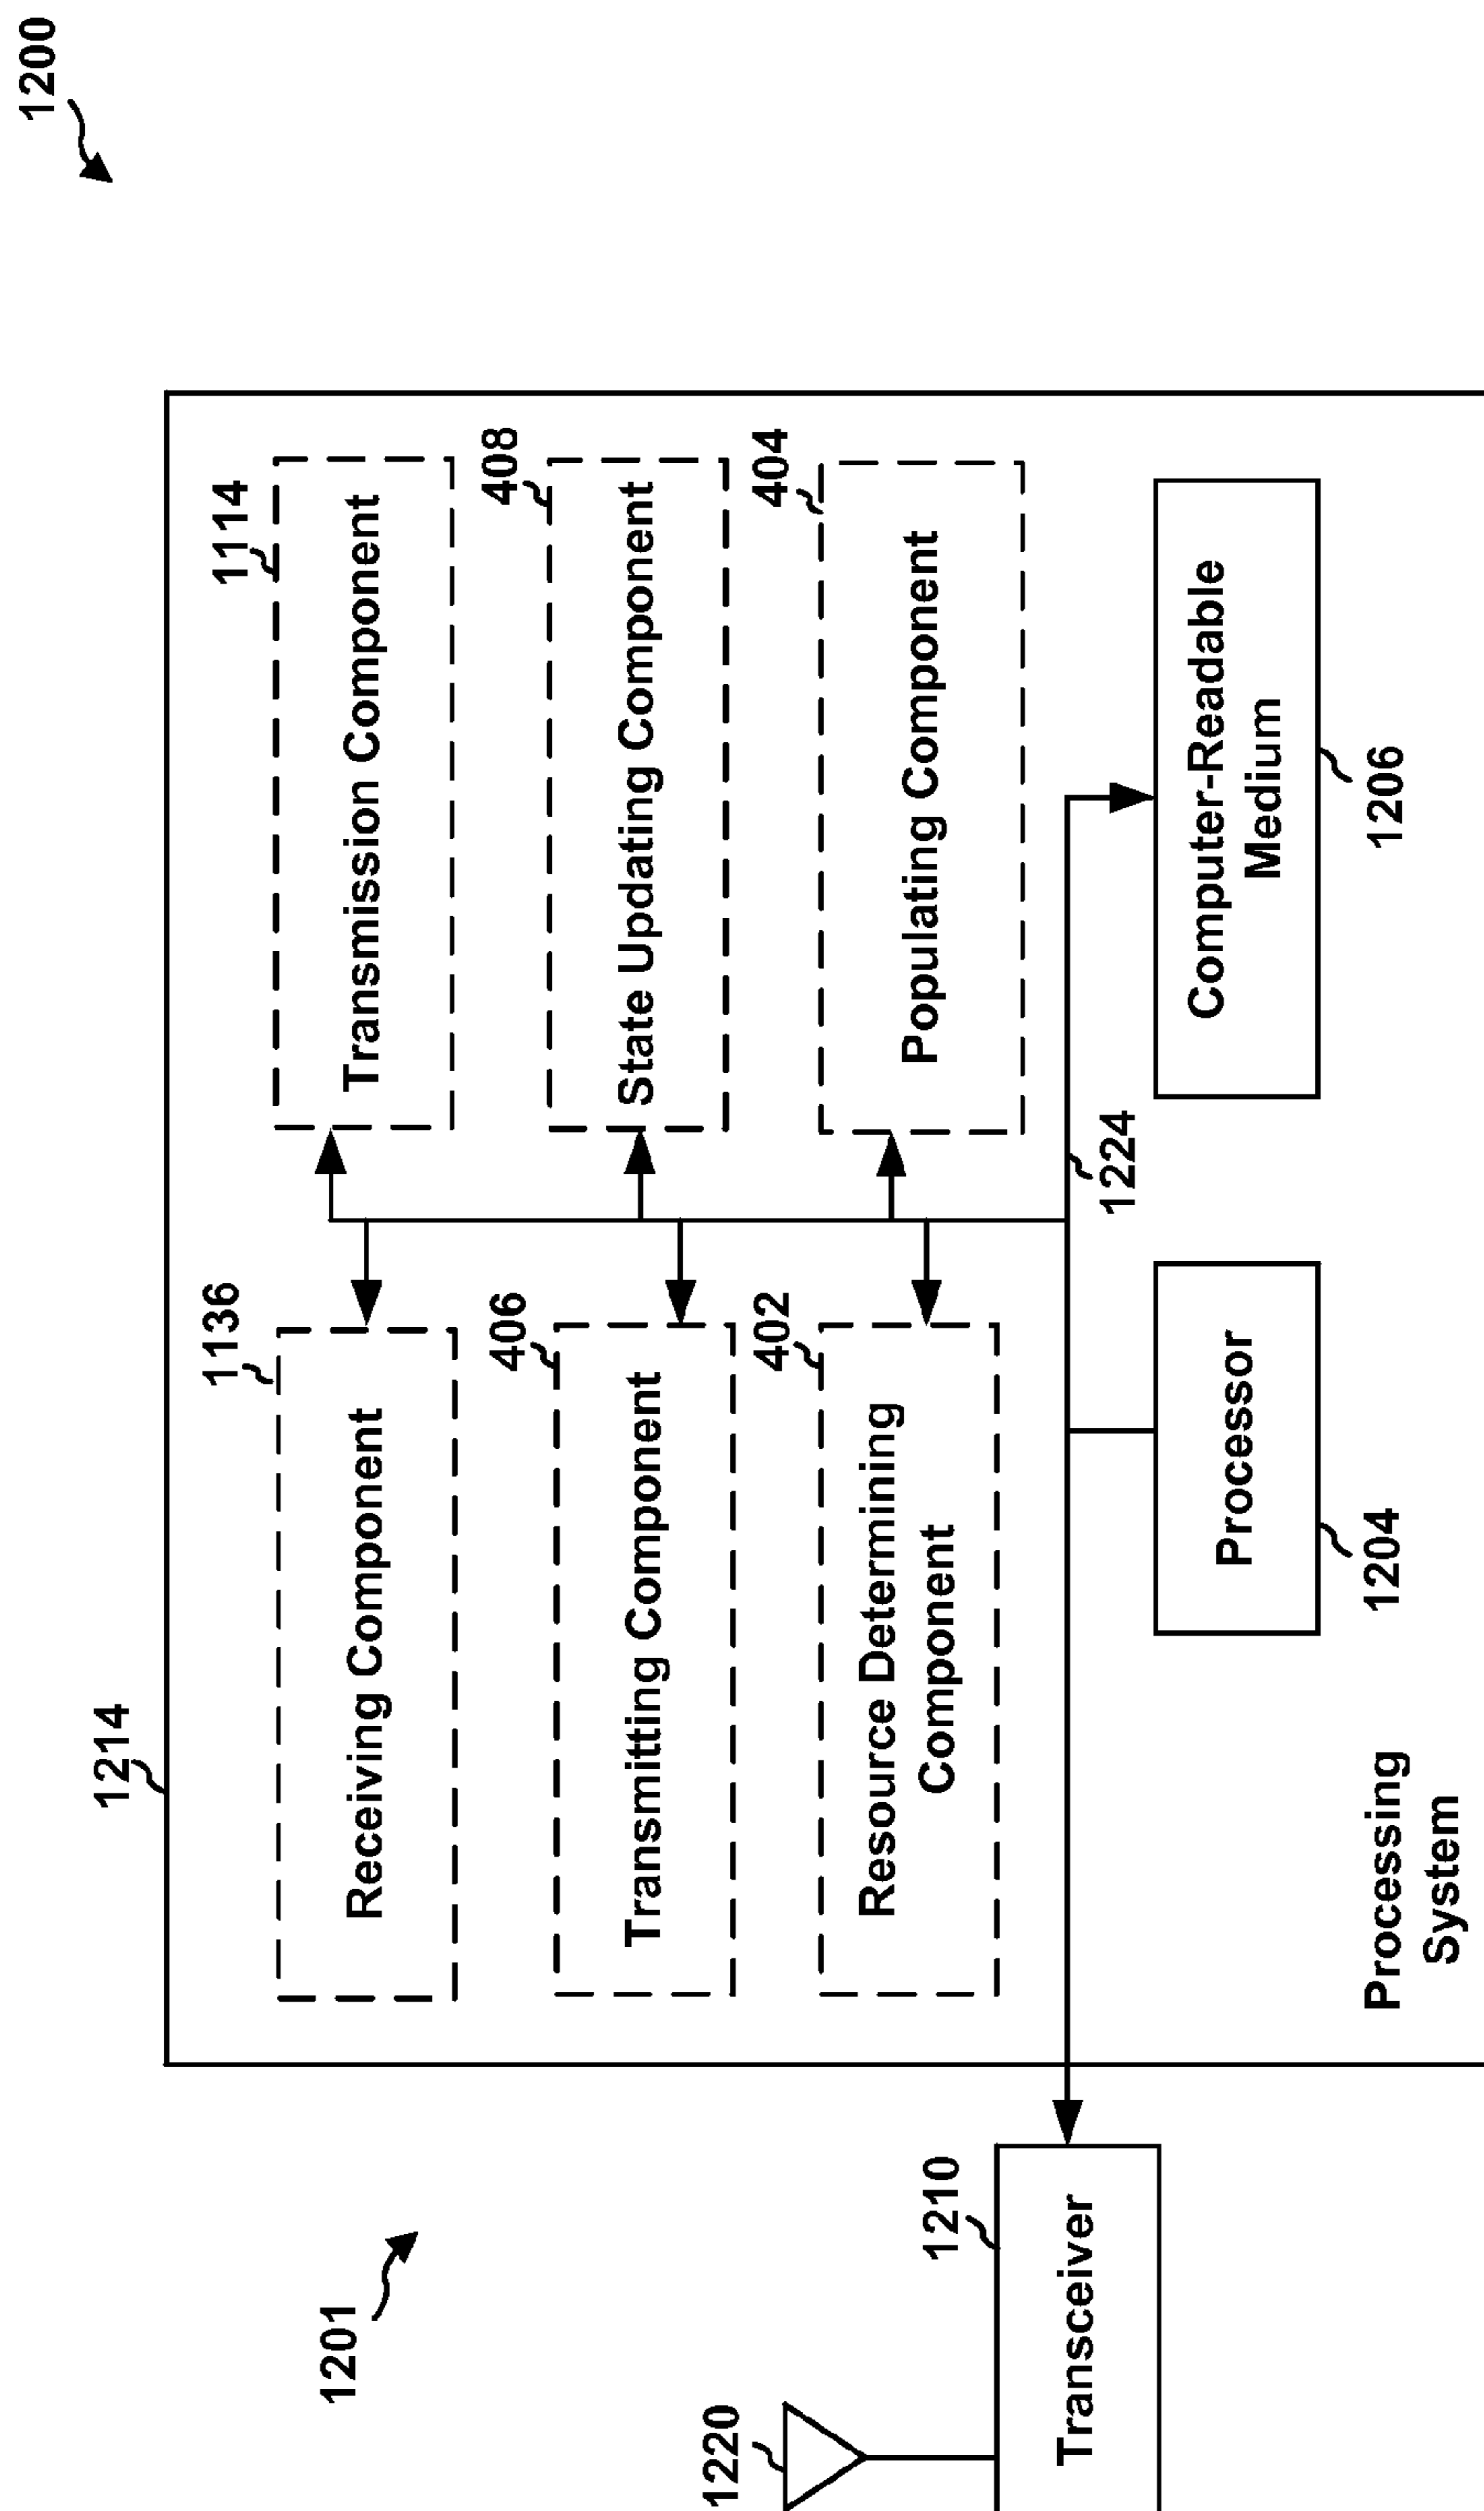 1200
1201
1214
1136
Receiving Component
1114
Transmission Component
406
Transmitting Component
408
State Updating Component
402
Resource Determining
Component
404
Populating Component
1220
1210
Transceiver
1224
Processor
1204
Computer-Readable
Medium
1206
Processing
System